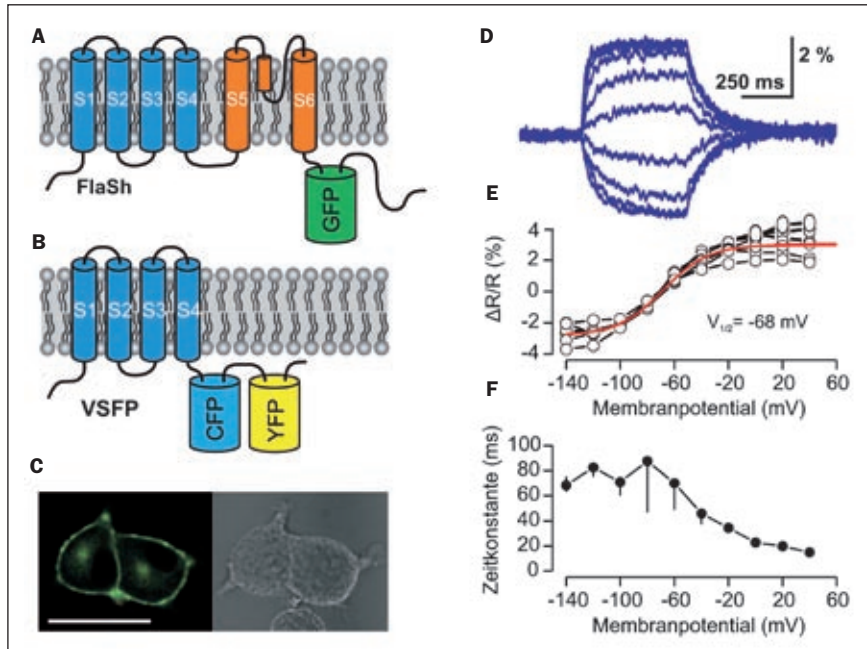 A
S1 S2 S3 S4 S5 S6
FlaSh
GFP
B
S1 S2 S3 S4
VSFP
CFP YFP
C
D
2 %
250 ms
E
ΔR/R (%)
4
2
0
-2
-4
V1/2= -68 mV
-140 -100 -60 -20 20 60
Membranpotential (mV)
F
Zeitkonstante (ms)
100
80
60
40
20
0
-140 -100 -60 -20 20 60
Membranpotential (mV)